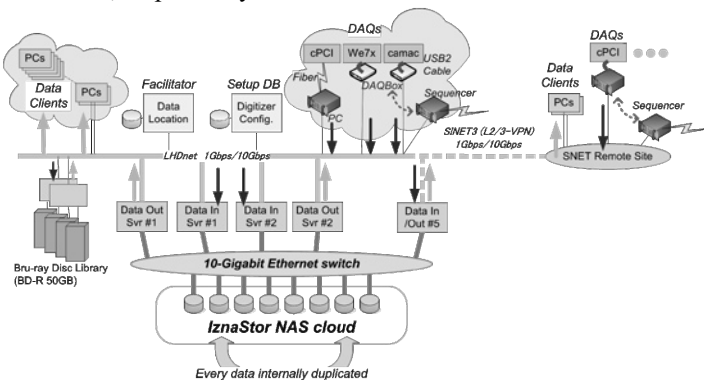 DAQs
DAQs
PCs
cPCI
We7x
camac
USB2
Cable
cPCI
PCs
Data
Clients
Facilitator
Setup DB
Fiber
DAQBox
Data
Clients
Data
Location
Digitizer
Config.
Sequencer
PCs
Sequencer
PC
SINET3 (L2/3-VPN)
1Gbps/10Gbps
LHDnet 1Gbps/10Gbps
SNET Remote Site
Data Out
Svr #1
Data In
Svr #1
Data In
Svr #2
Data Out
Svr #2
Data In
/Out #5
Bru-ray Disc Library
(BD-R 50GB)
10-Gigabit Ethernet switch
IznaStor NAS cloud
Every data internally duplicated